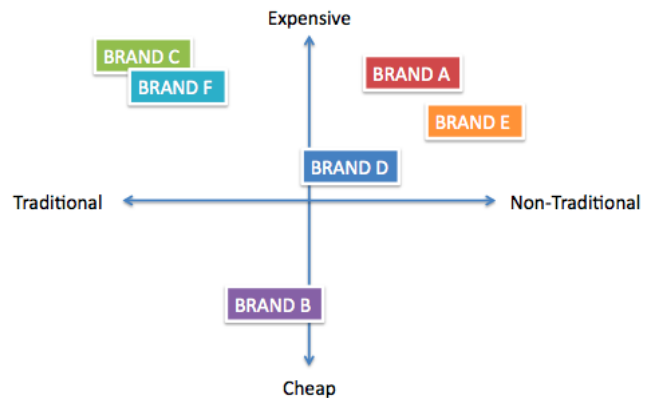 Expensive
BRAND C
BRAND A
BRAND F
BRAND E
BRAND D
Traditional
Non-Traditional
BRAND B
Cheap